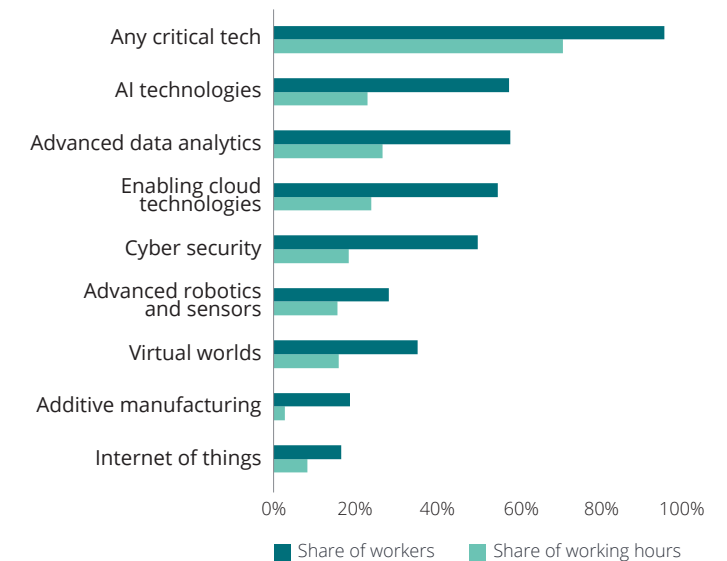 Any critical tech
AI technologies
Advanced data analytics
Enabling cloud
technologies
Cyber security
Advanced robotics
and sensors
Virtual worlds
Additive manufacturing
Internet of things
0% 20% 40% 60% 80% 100%
Share of workers Share of working hours